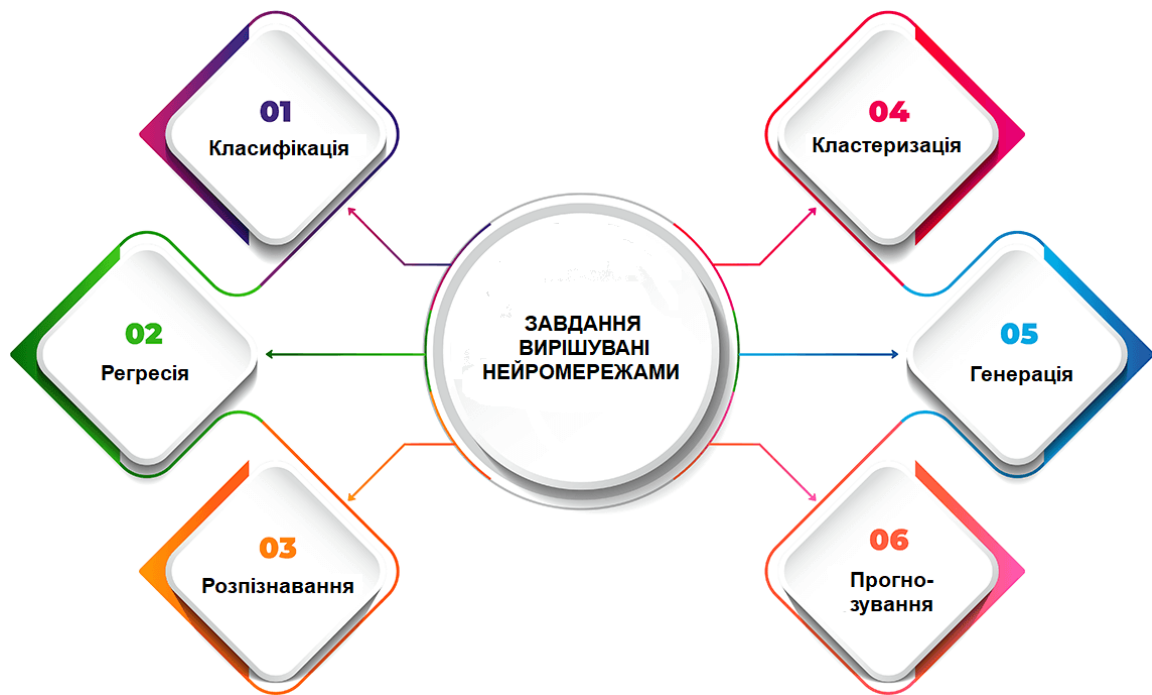 01
Класифікація
02
Регресія
03
Розпізнавання
ЗАВДАННЯ
ВИРІШУВАНІ
НЕЙРОМЕРЕЖАМИ
04
Кластеризація
05
Генерація
06
Прогно-
зування